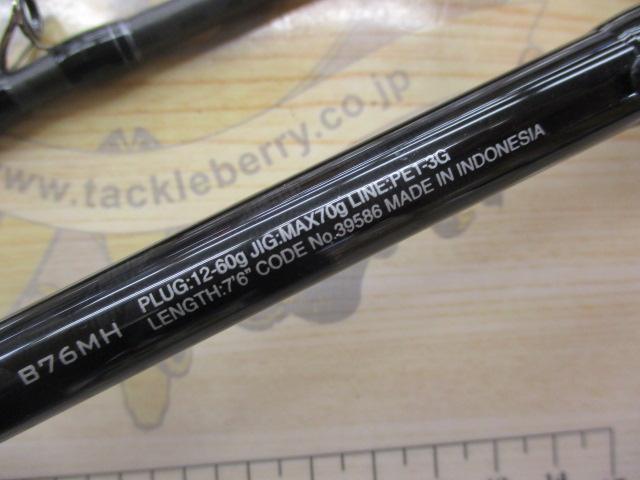 www.tackleberry.co.jp
PLUG:12-60g JIG:MAX70g LINE:PE1-3G
B76MH LENGTH:7'6" CODE No.39586 MADE IN INDONESIA